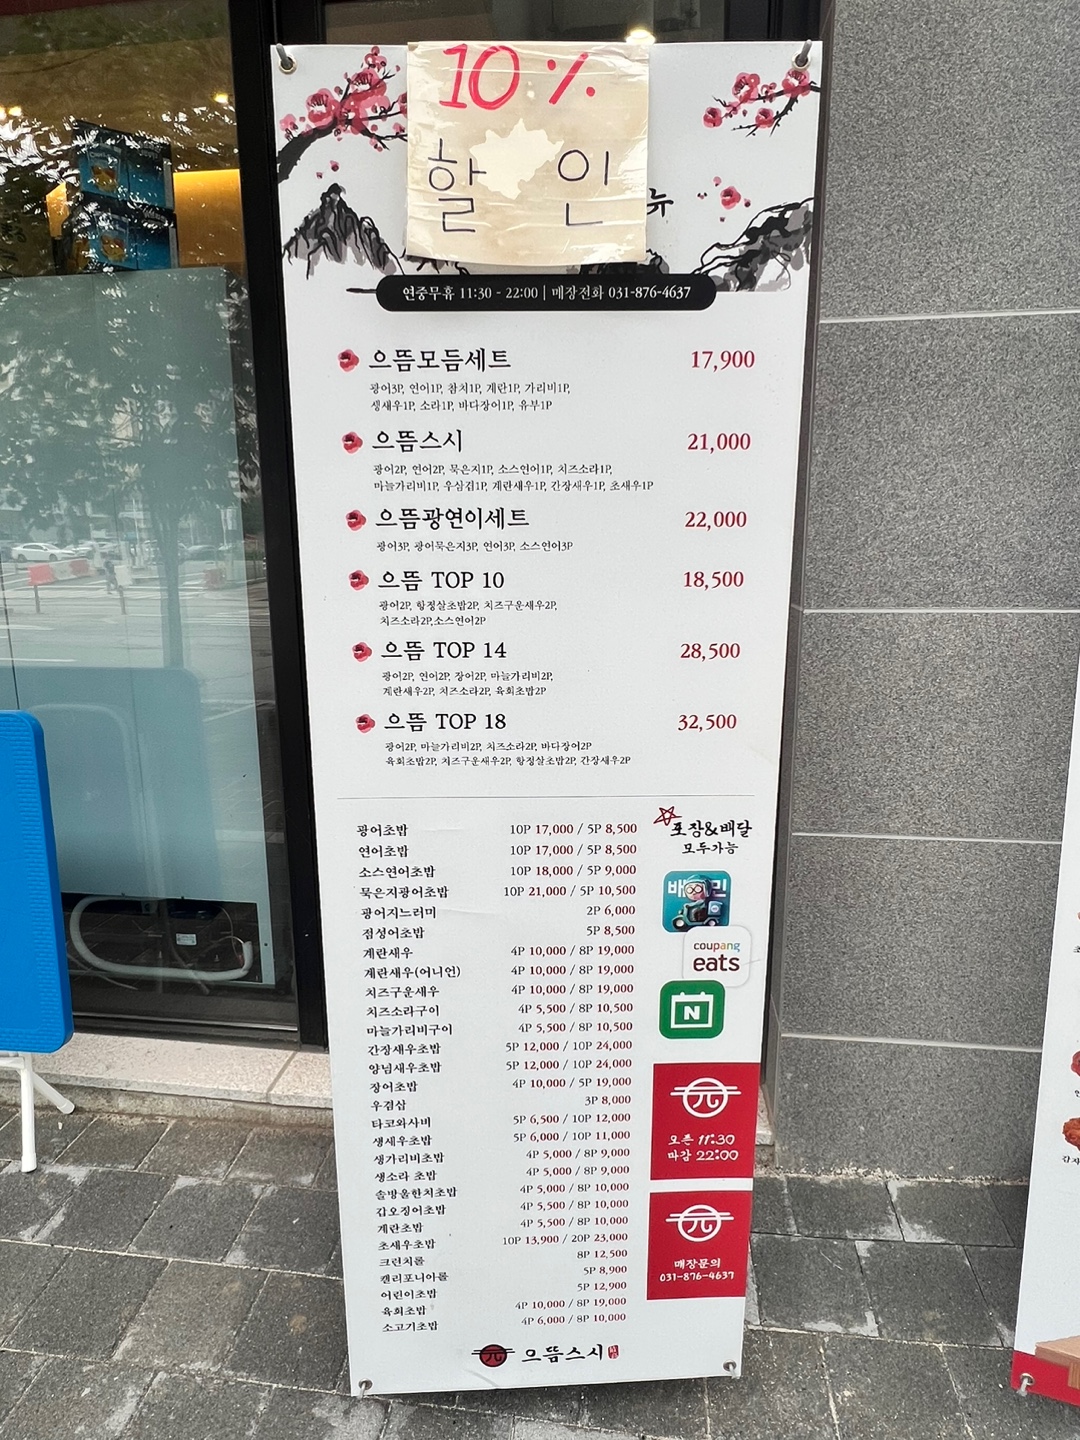 10%
할인
뉴
연중무휴 11:30 - 22:00 | 매장전화 031-876-4637
으뜸모듬세트 17,900
광어3P, 연어1P, 참치1P, 계란1P, 가리비1P,
생새우1P, 소라1P, 바다장어1P, 유부1P
으뜸스시 21,000
광어2P, 연어2P, 묵은지1P, 소스연어1P, 치즈소라1P,
마늘가리비1P, 우삼겹1P, 계란새우1P, 간장새우1P, 초새우1P
으뜸광연이세트 22,000
광어3P, 광어묵은지3P, 연어3P, 소스연어3P
으뜸 TOP 10 18,500
광어2P, 항정살초밥2P, 치즈구운새우2P,
치즈소라2P,소스연어2P
으뜸 TOP 14 28,500
광어2P, 연어2P, 장어2P, 마늘가리비2P,
계란새우2P, 치즈소라2P, 육회초밥2P
으뜸 TOP 18 32,500
광어2P, 마늘가리비2P, 치즈소라2P, 바다장어2P
육회초밥2P, 치즈구운새우2P, 항정살초밥2P, 간장새우2P
광어초밥 10P 17,000 / 5P 8,500
연어초밥 10P 17,000 / 5P 8,500
소스연어초밥 10P 18,000 / 5P 9,000
묵은지광어초밥 10P 21,000 / 5P 10,500
광어지느러미 2P 6,000
점성어초밥 5P 8,500
계란새우 4P 10,000 / 8P 19,000
계란새우(어니언) 4P 10,000 / 8P 19,000
치즈구운새우 4P 10,000 / 8P 19,000
치즈소라구이 4P 5,500 / 8P 10,500
마늘가리비구이 4P 5,500 / 8P 10,500
간장새우초밥 5P 12,000 / 10P 24,000
양념새우초밥 5P 12,000 / 10P 24,000
장어초밥 4P 10,000 / 5P 19,000
우겹삽 3P 8,000
타코와사비 5P 6,500 / 10P 12,000
생세우초밥 5P 6,000 / 10P 11,000
생가리비초밥 4P 5,000 / 8P 9,000
생소라 초밥 4P 5,000 / 8P 9,000
솔방울한치초밥 4P 5,000 / 8P 10,000
갑오징어초밥 4P 5,500 / 8P 10,000
계란초밥 4P 5,500 / 8P 10,000
초새우초밥 10P 13,900 / 20P 23,000
크런치롤 8P 12,500
캘리포니아롤 5P 8,900
어린이초밥 5P 12,900
육회초밥 4P 10,000 / 8P 19,000
소고기초밥 4P 6,000 / 8P 10,000
포장&배달
모두가능
배민
coupang
eats
N
元
오픈 11:30
마감 22:00
元
매장문의
031-876-4637
元 으뜸스시